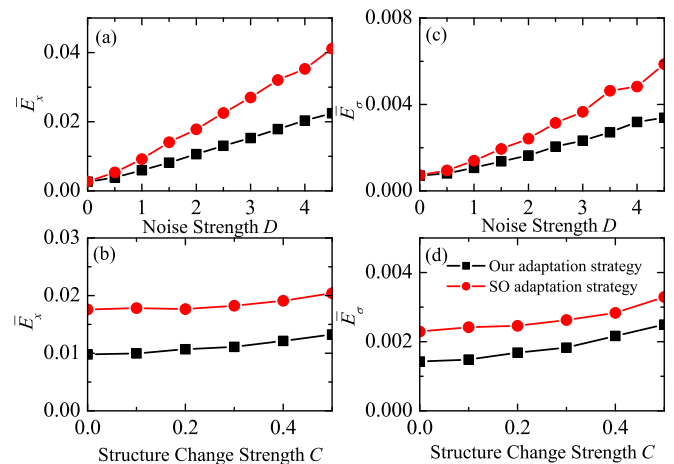 (a)
0.04
0.02
0.00
Ē_x
0 1 2 3 4
Noise Strength D
(c)
0.008
0.004
0.000
Ē_σ
0 1 2 3 4
Noise Strength D
(b)
0.03
0.02
0.01
0.00
Ē_x
0.0 0.2 0.4
Structure Change Strength C
(d)
Our adaptation strategy
SO adaptation strategy
0.004
0.002
0.000
Ē_σ
0.0 0.2 0.4
Structure Change Strength C